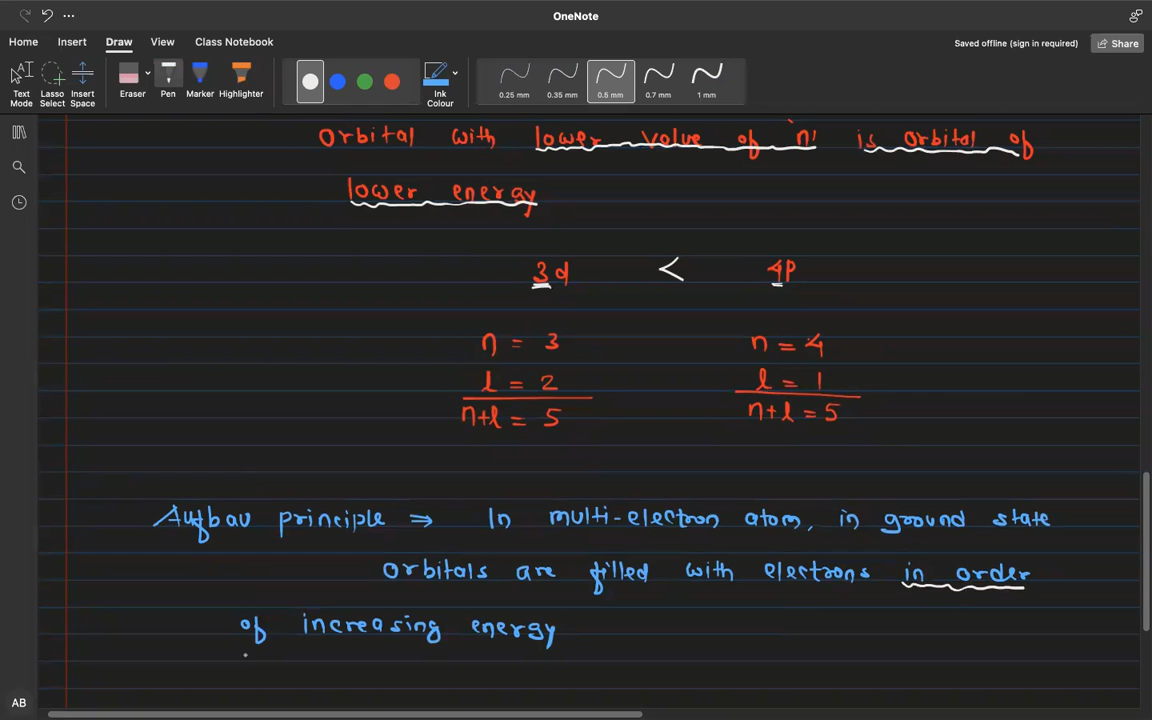 OneNote
Home Insert Draw View Class Notebook
Saved offline (sign in required) Share
Text Mode Lasso Select Insert Space Eraser Pen Marker Highlighter Ink Colour 0.25 mm 0.35 mm 0.5 mm 0.7 mm 1 mm
Orbital with lower value of 'n' is orbital of
lower energy
3d < 4p
n = 3 n = 4
l = 2 l = 1
n+l = 5 n+l = 5
Aufbau principle ⇒ In multi-electron atom, in ground state
orbitals are filled with electrons in order
of increasing energy
AB